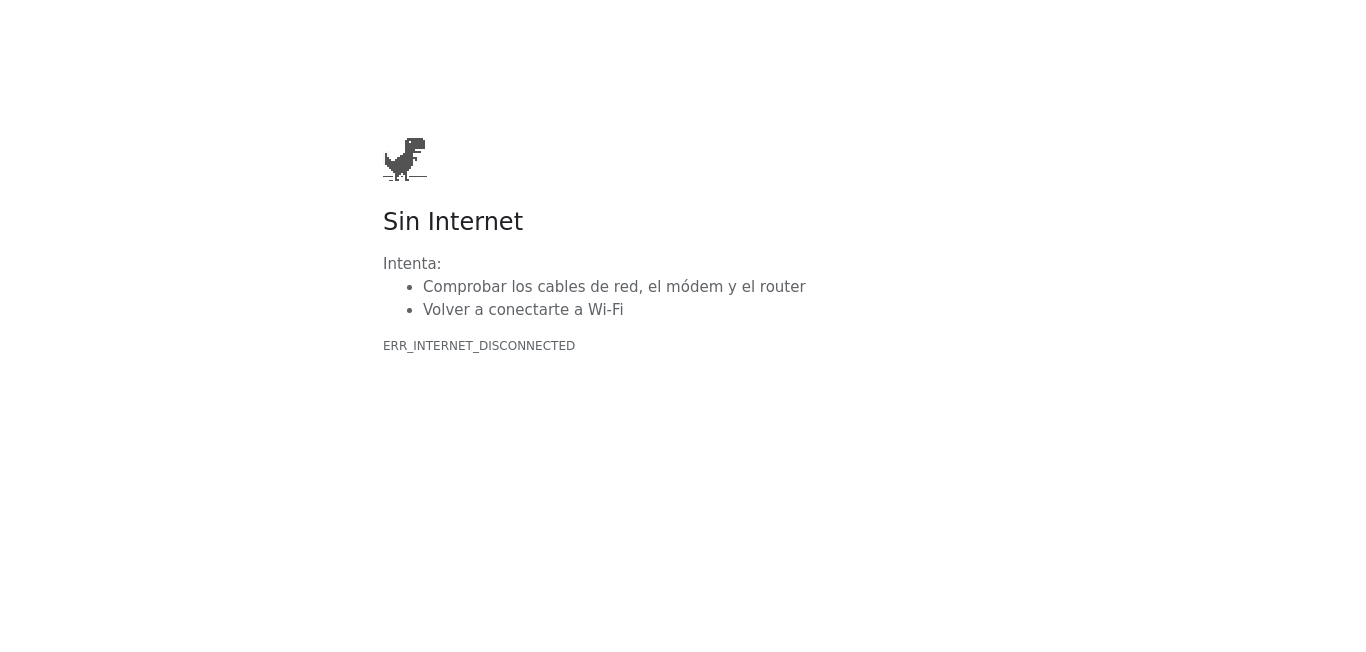 Sin Internet
Intenta:
Comprobar los cables de red, el módem y el router
Volver a conectarte a Wi-Fi
ERR_INTERNET_DISCONNECTED